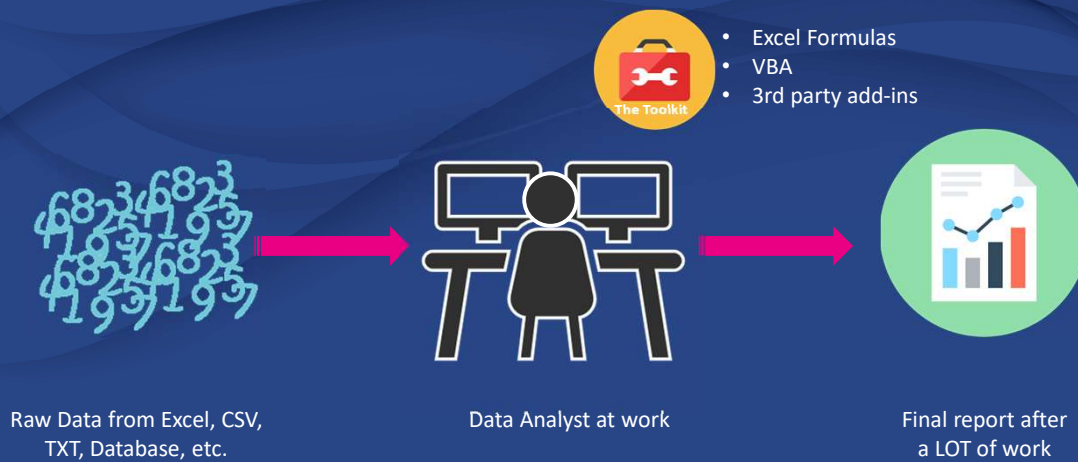 • Excel Formulas
• VBA
• 3rd party add-ins
The Toolkit
Raw Data from Excel, CSV,
TXT, Database, etc.
Data Analyst at work
Final report after
a LOT of work